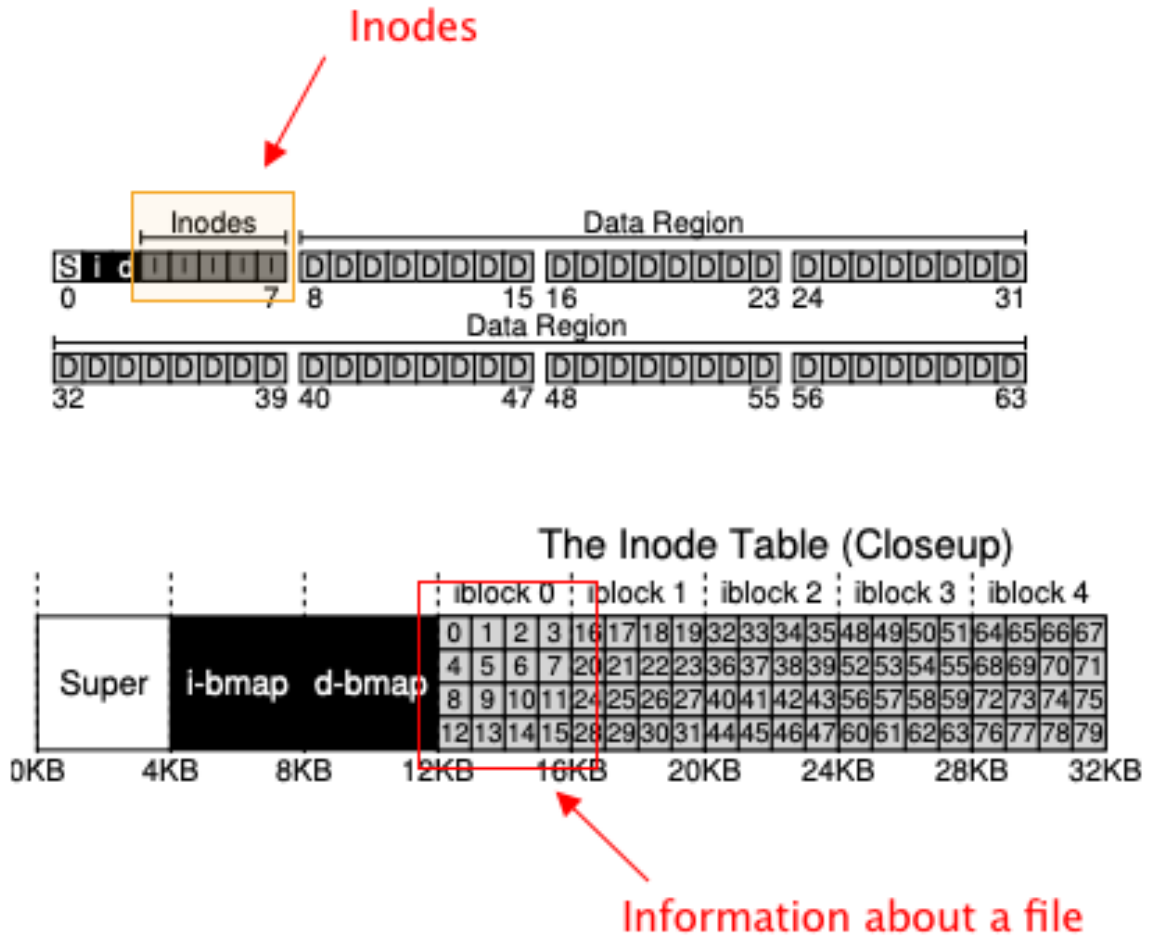 Inodes
Inodes Data Region
S i d I I I I I D D D D D D D D D D D D D D D D D D D D D D D D
0 7 8 15 16 23 24 31
Data Region
D D D D D D D D D D D D D D D D D D D D D D D D D D D D D D D D
32 39 40 47 48 55 56 63
The Inode Table (Closeup)
iblock 0 iblock 1 iblock 2 iblock 3 iblock 4
0 1 2 3 16 17 18 19 32 33 34 35 48 49 50 51 64 65 66 67
4 5 6 7 20 21 22 23 36 37 38 39 52 53 54 55 68 69 70 71
Super i-bmap d-bmap
8 9 10 11 24 25 26 27 40 41 42 43 56 57 58 59 72 73 74 75
12 13 14 15 28 29 30 31 44 45 46 47 60 61 62 63 76 77 78 79
0KB 4KB 8KB 12KB 16KB 20KB 24KB 28KB 32KB
Information about a file